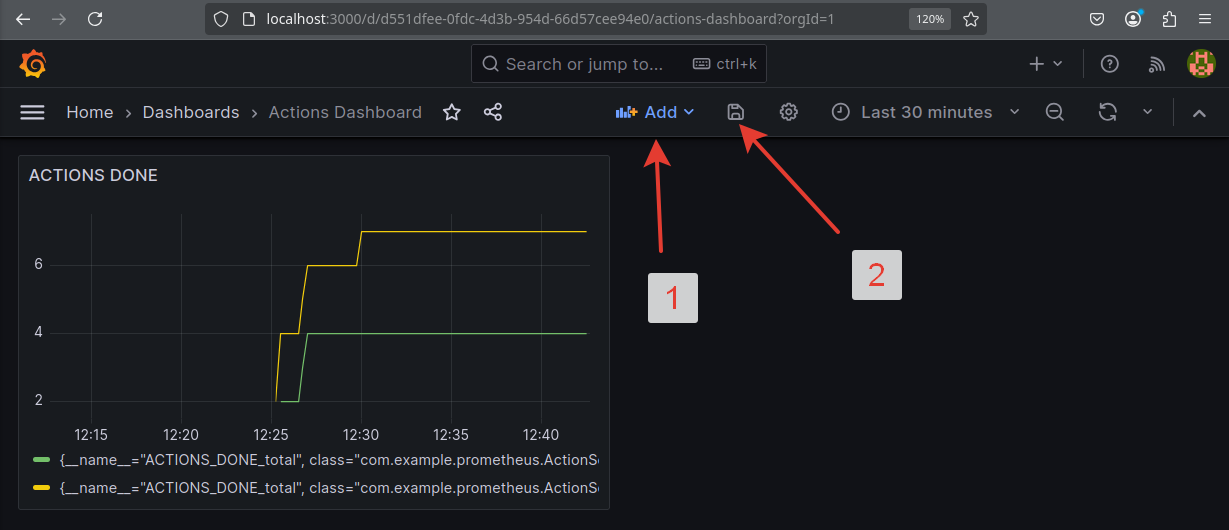 localhost:3000/d/d551dfee-0fdc-4d3b-954d-66d57cee94e0/actions-dashboard?orgId=1 120%
Search or jump to... ctrl+k
Home › Dashboards › Actions Dashboard Add Last 30 minutes
ACTIONS DONE
6
4
2
12:15 12:20 12:25 12:30 12:35 12:40
{__name__="ACTIONS_DONE_total", class="com.example.prometheus.ActionSe
{__name__="ACTIONS_DONE_total", class="com.example.prometheus.ActionSe
1
2